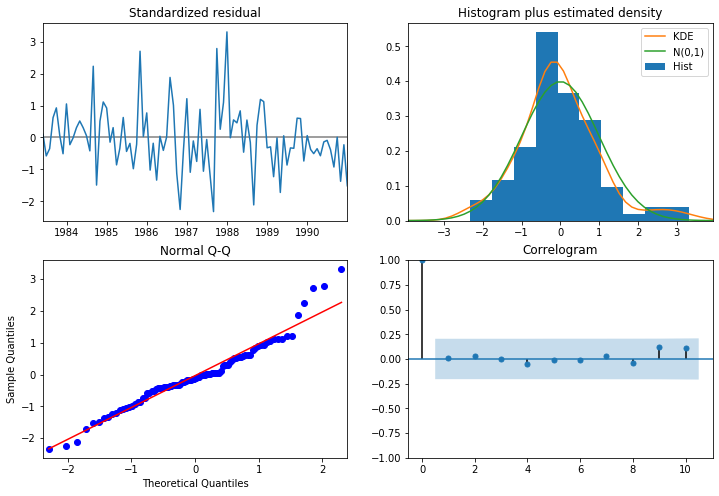 Standardized residual
3
2
1
0
−1
−2
1984 1985 1986 1987 1988 1989 1990
Histogram plus estimated density
0.5
0.4
0.3
0.2
0.1
0.0
−3 −2 −1 0 1 2 3
KDE
N(0,1)
Hist
Normal Q-Q
Sample Quantiles
3
2
1
0
−1
−2
−2 −1 0 1 2
Theoretical Quantiles
Correlogram
1.00
0.75
0.50
0.25
0.00
−0.25
−0.50
−0.75
−1.00
0 2 4 6 8 10